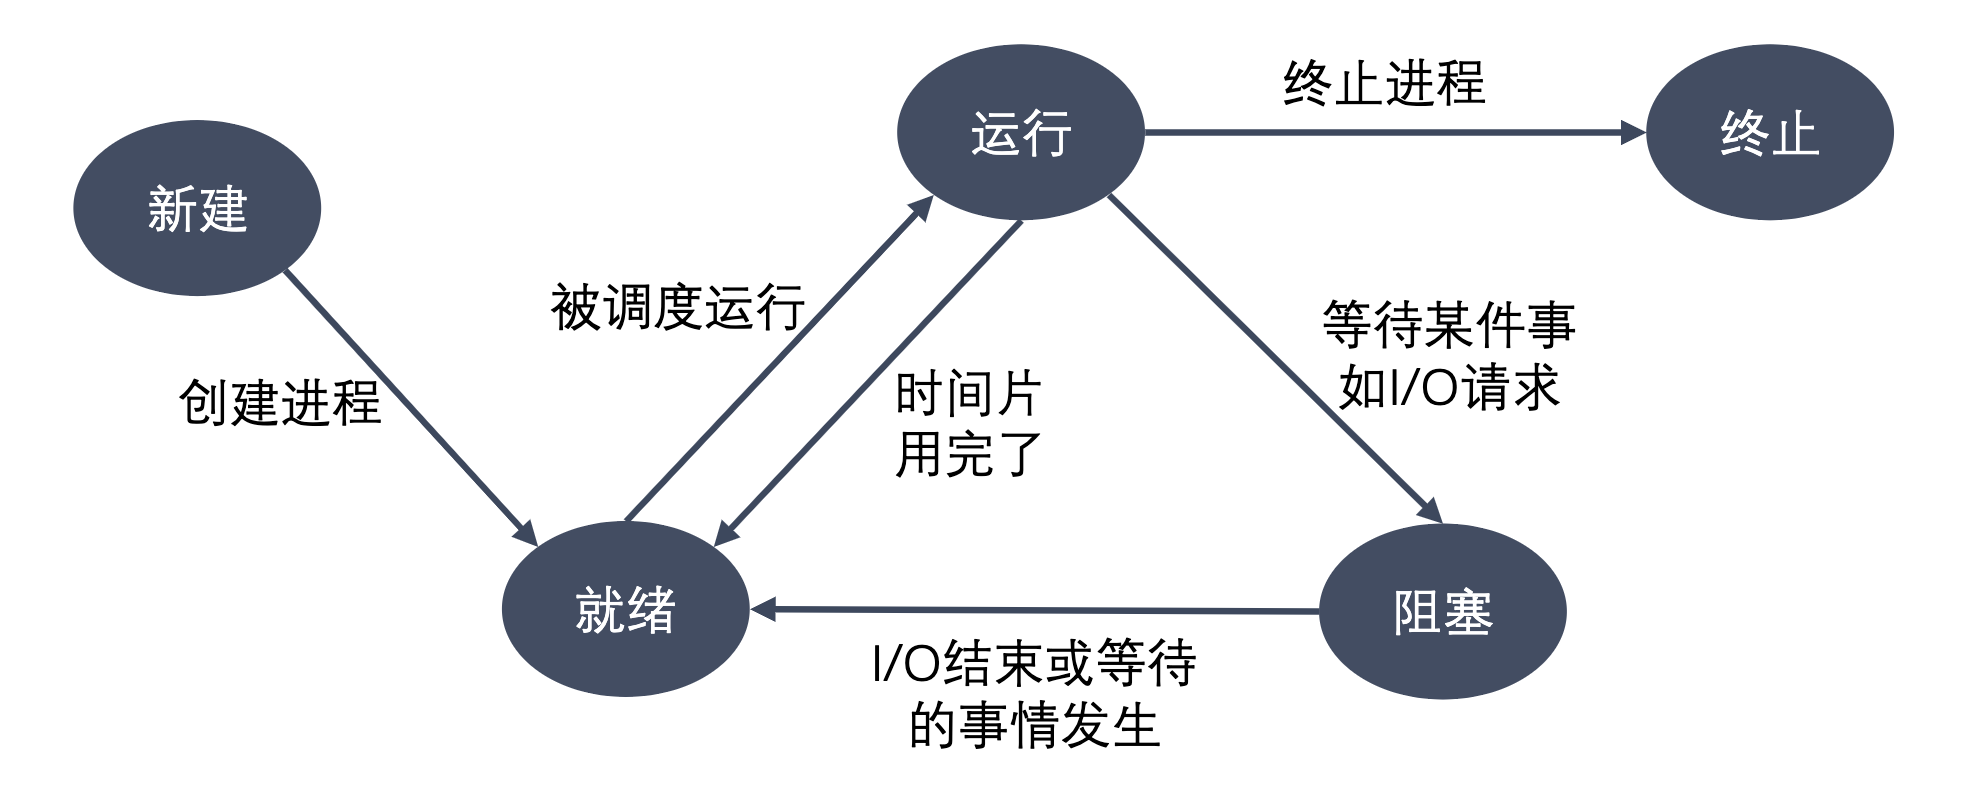 终止进程
运行
终止
新建
被调度运行
等待某件事
如I/O请求
创建进程
时间片
用完了
就绪
阻塞
I/O结束或等待
的事情发生